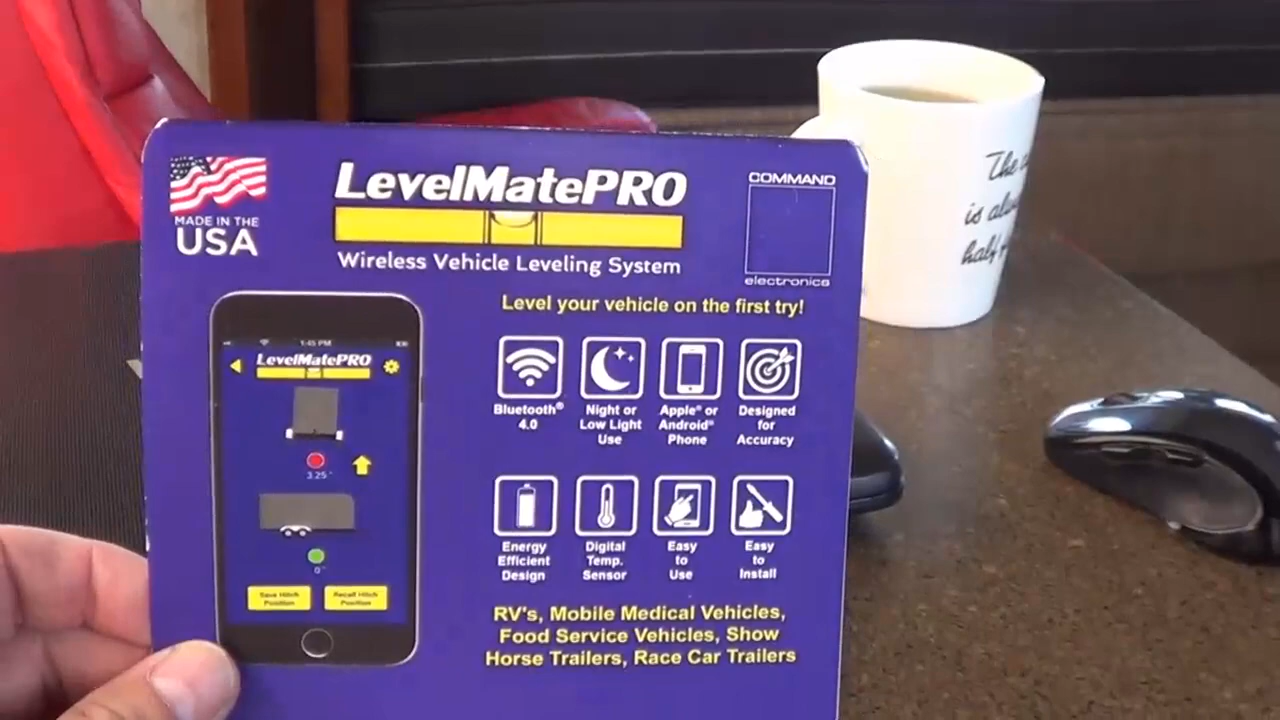 MADE IN THE
USA
LevelMatePRO
Wireless Vehicle Leveling System
COMMAND
electronics
Level your vehicle on the first try!
1:45 PM
LevelMatePRO
3.25"
0"
Save Hitch
Position
Recall Hitch
Position
Bluetooth®
4.0
Night or
Low Light
Use
Apple® or
Android®
Phone
Designed
for
Accuracy
Energy
Efficient
Design
Digital
Temp.
Sensor
Easy
to
Use
Easy
to
Install
RV's, Mobile Medical Vehicles,
Food Service Vehicles, Show
Horse Trailers, Race Car Trailers
The
is
half